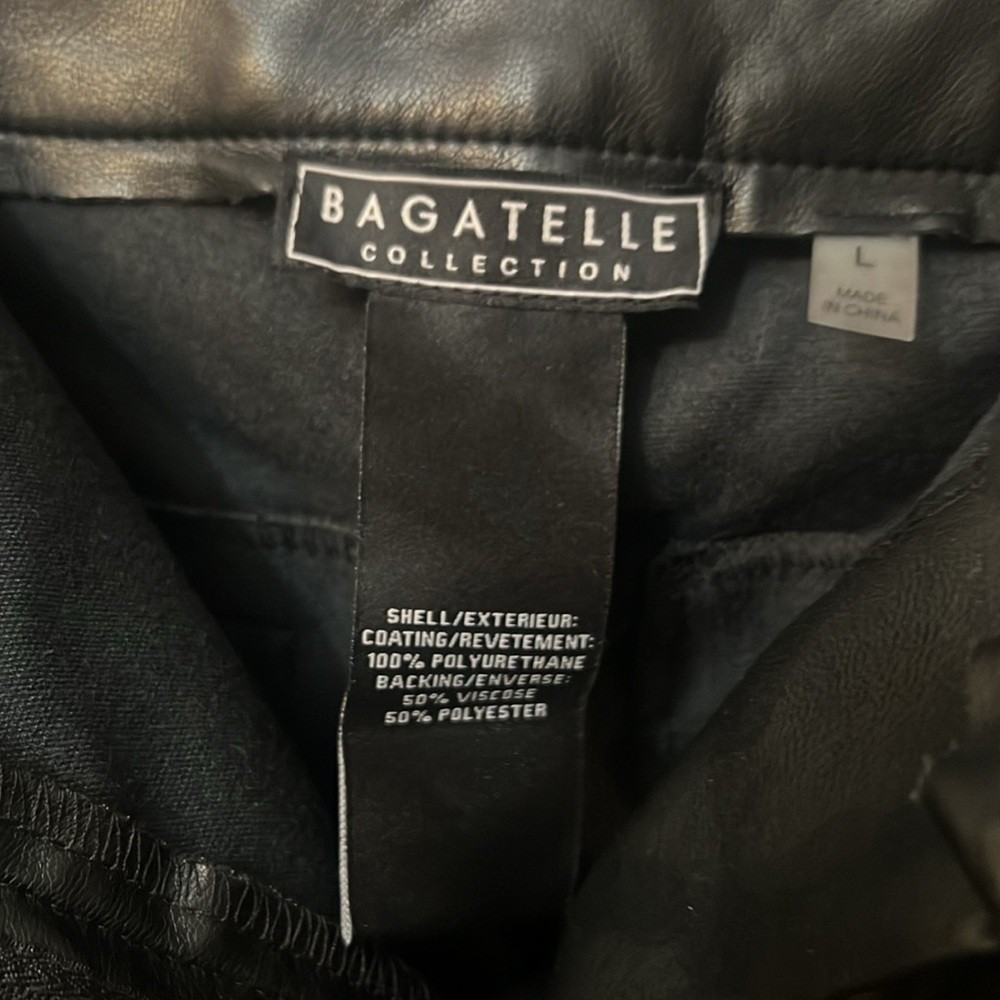 BAGATELLE
COLLECTION
L
MADE
IN CHINA
SHELL/EXTERIEUR:
COATING/REVETEMENT:
100% POLYURETHANE
BACKING/ENVERSE:
50% VISCOSE
50% POLYESTER